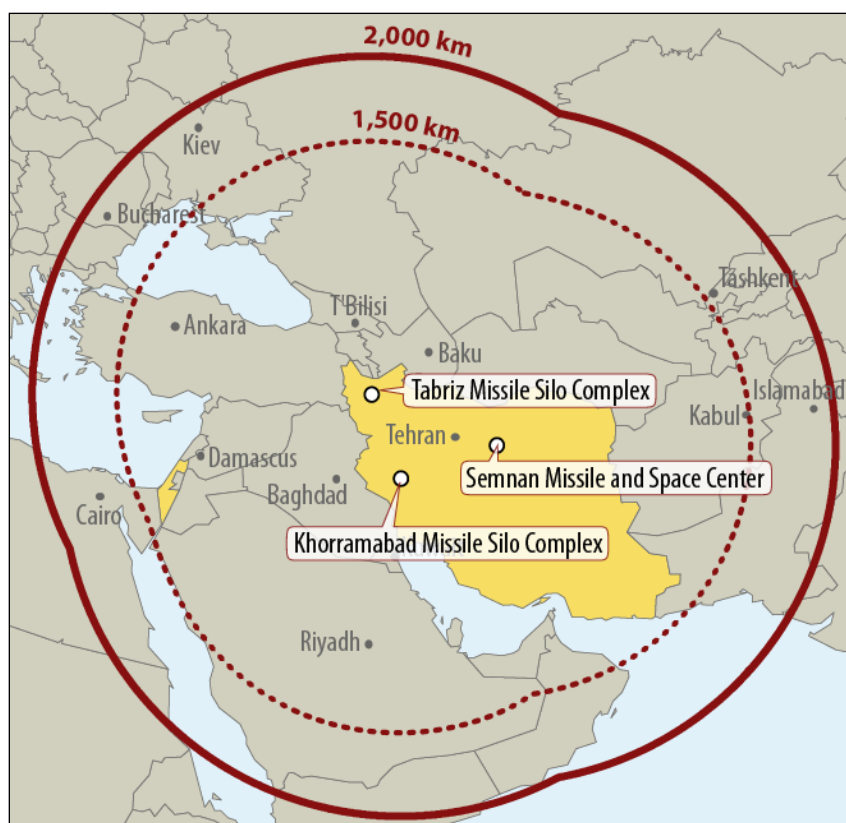 2,000 km
1,500 km
Kiev
Bucharest
Tashkent
T'Bilisi
Ankara
Baku
Tabriz Missile Silo Complex
Islamabad
Kabul
Tehran
Damascus
Semnan Missile and Space Center
Baghdad
Cairo
Khorramabad Missile Silo Complex
Riyadh